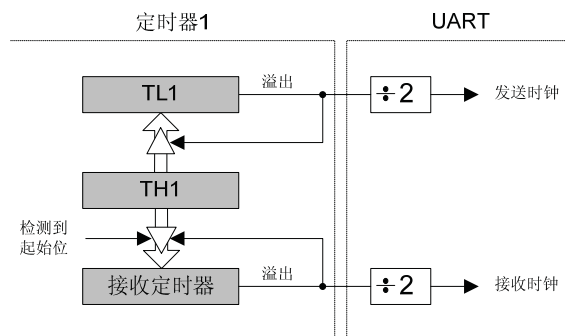 定时器1
UART
TL1
溢出
÷2
发送时钟
TH1
检测到
起始位
接收定时器
溢出
÷2
接收时钟